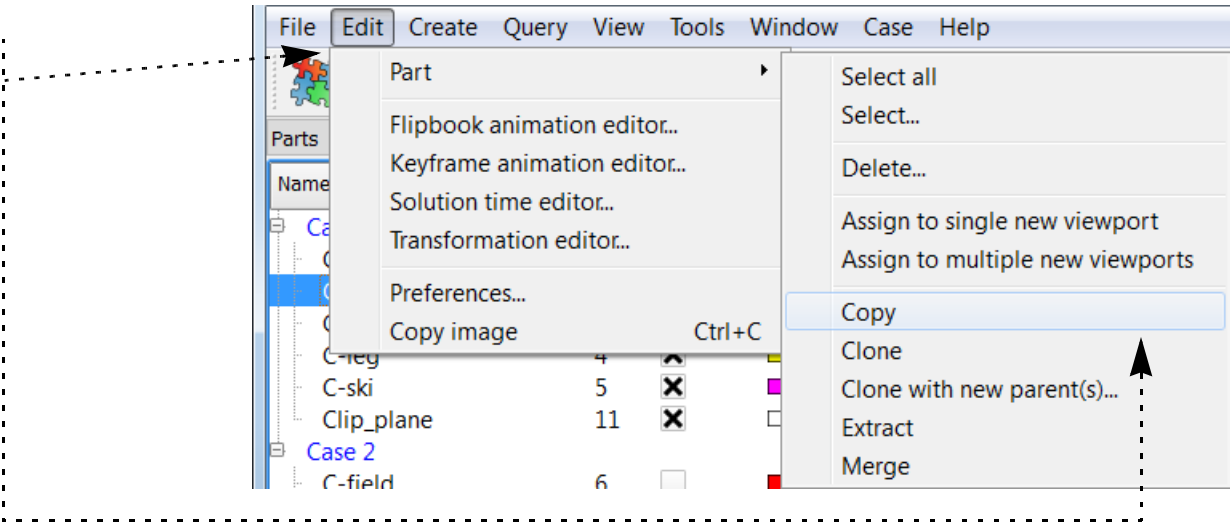 File Edit Create Query View Tools Window Case Help
Part
Flipbook animation editor...
Keyframe animation editor...
Solution time editor...
Transformation editor...
Preferences...
Copy image Ctrl+C
Select all
Select...
Delete...
Assign to single new viewport
Assign to multiple new viewports
Copy
Clone
Clone with new parent(s)...
Extract
Merge
Parts
Name
C-leg 4
C-ski 5
Clip_plane 11
Case 2
C-field 6